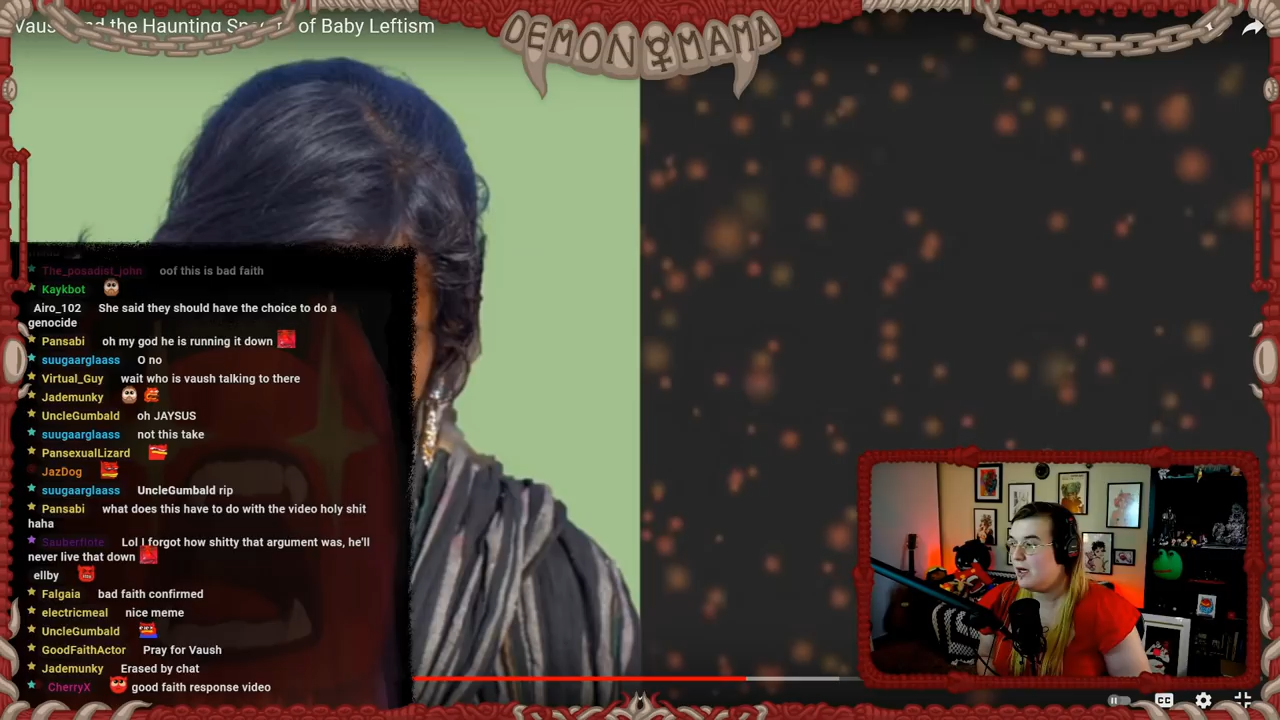 Vaus and the Haunting Sp of Baby Leftism
DEMON MAMA
The_posadist_john oof this is bad faith
Kaykbot
Airo_102 She said they should have the choice to do a
genocide
Pansabi oh my god he is running it down
suugaarglaass O no
Virtual_Guy wait who is vaush talking to there
Jademunky
UncleGumbald oh JAYSUS
suugaarglaass not this take
PansexualLizard
JazDog
suugaarglaass UncleGumbald rip
Pansabi what does this have to do with the video holy shit
haha
Sauberflote Lol I forgot how shitty that argument was, he'll
never live that down
ellby
Falgaia bad faith confirmed
electricmeal nice meme
UncleGumbald
GoodFaithActor Pray for Vaush
Jademunky Erased by chat
CherryX good faith response video
CC